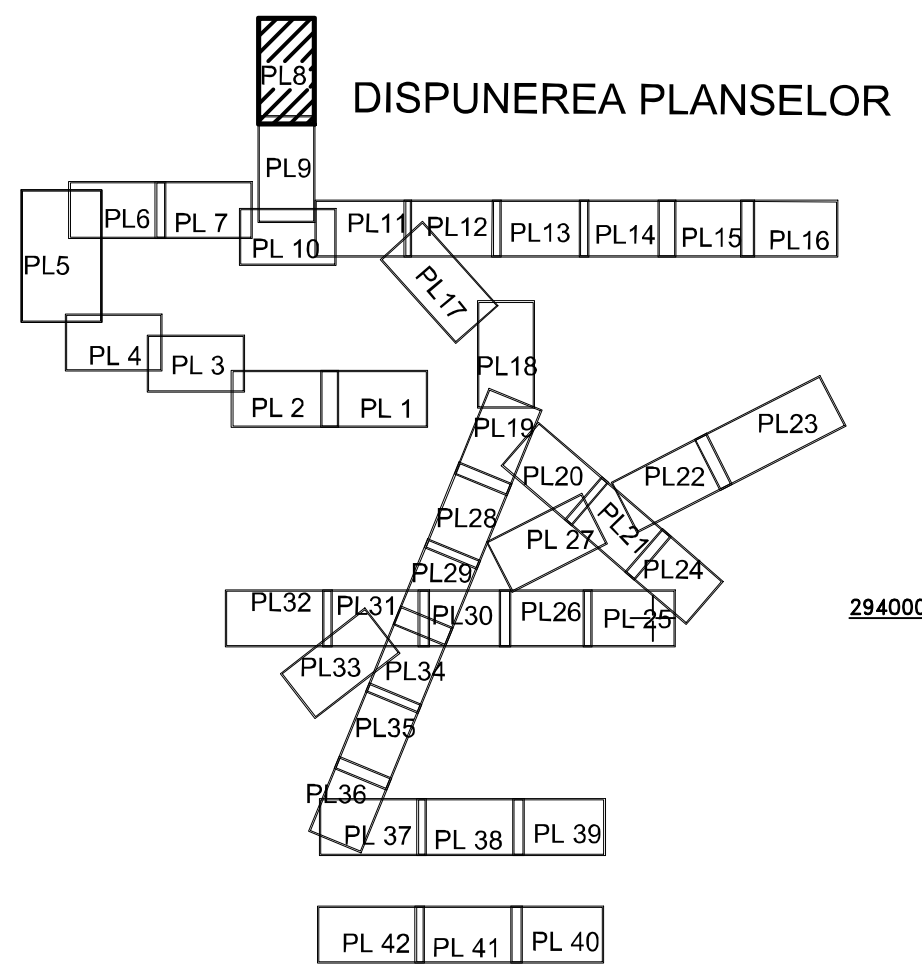 PL8
DISPUNEREA PLANSELOR
PL9
PL6
PL 7
PL11
PL12
PL13
PL14
PL15
PL16
PL 10
PL5
PL17
PL 4
PL 3
PL18
PL 2
PL 1
PL19
PL23
PL20
PL22
PL28
PL21
PL 27
PL29
PL24
PL32
PL31
PL30
PL26
PL 25
294000
PL33
PL34
PL35
PL36
PL 37
PL 38
PL 39
PL 42
PL 41
PL 40